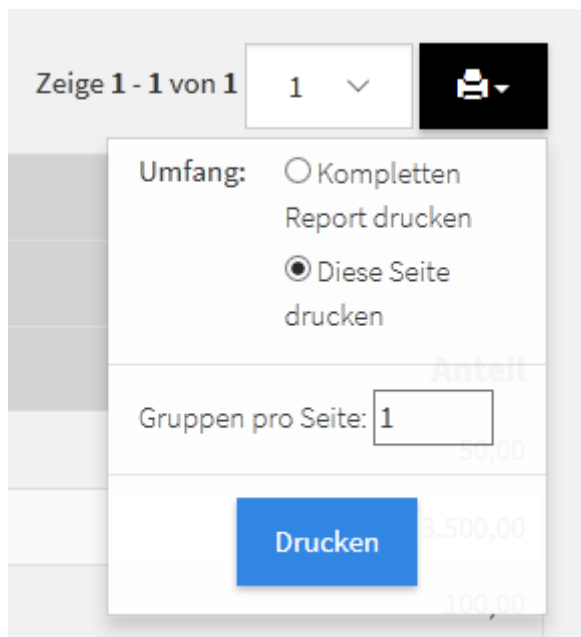 Zeige 1 - 1 von 1 1
Umfang: Kompletten
Report drucken
Diese Seite
drucken
Anteil
Gruppen pro Seite: 1
50,00
Drucken
3.500,00
100,00